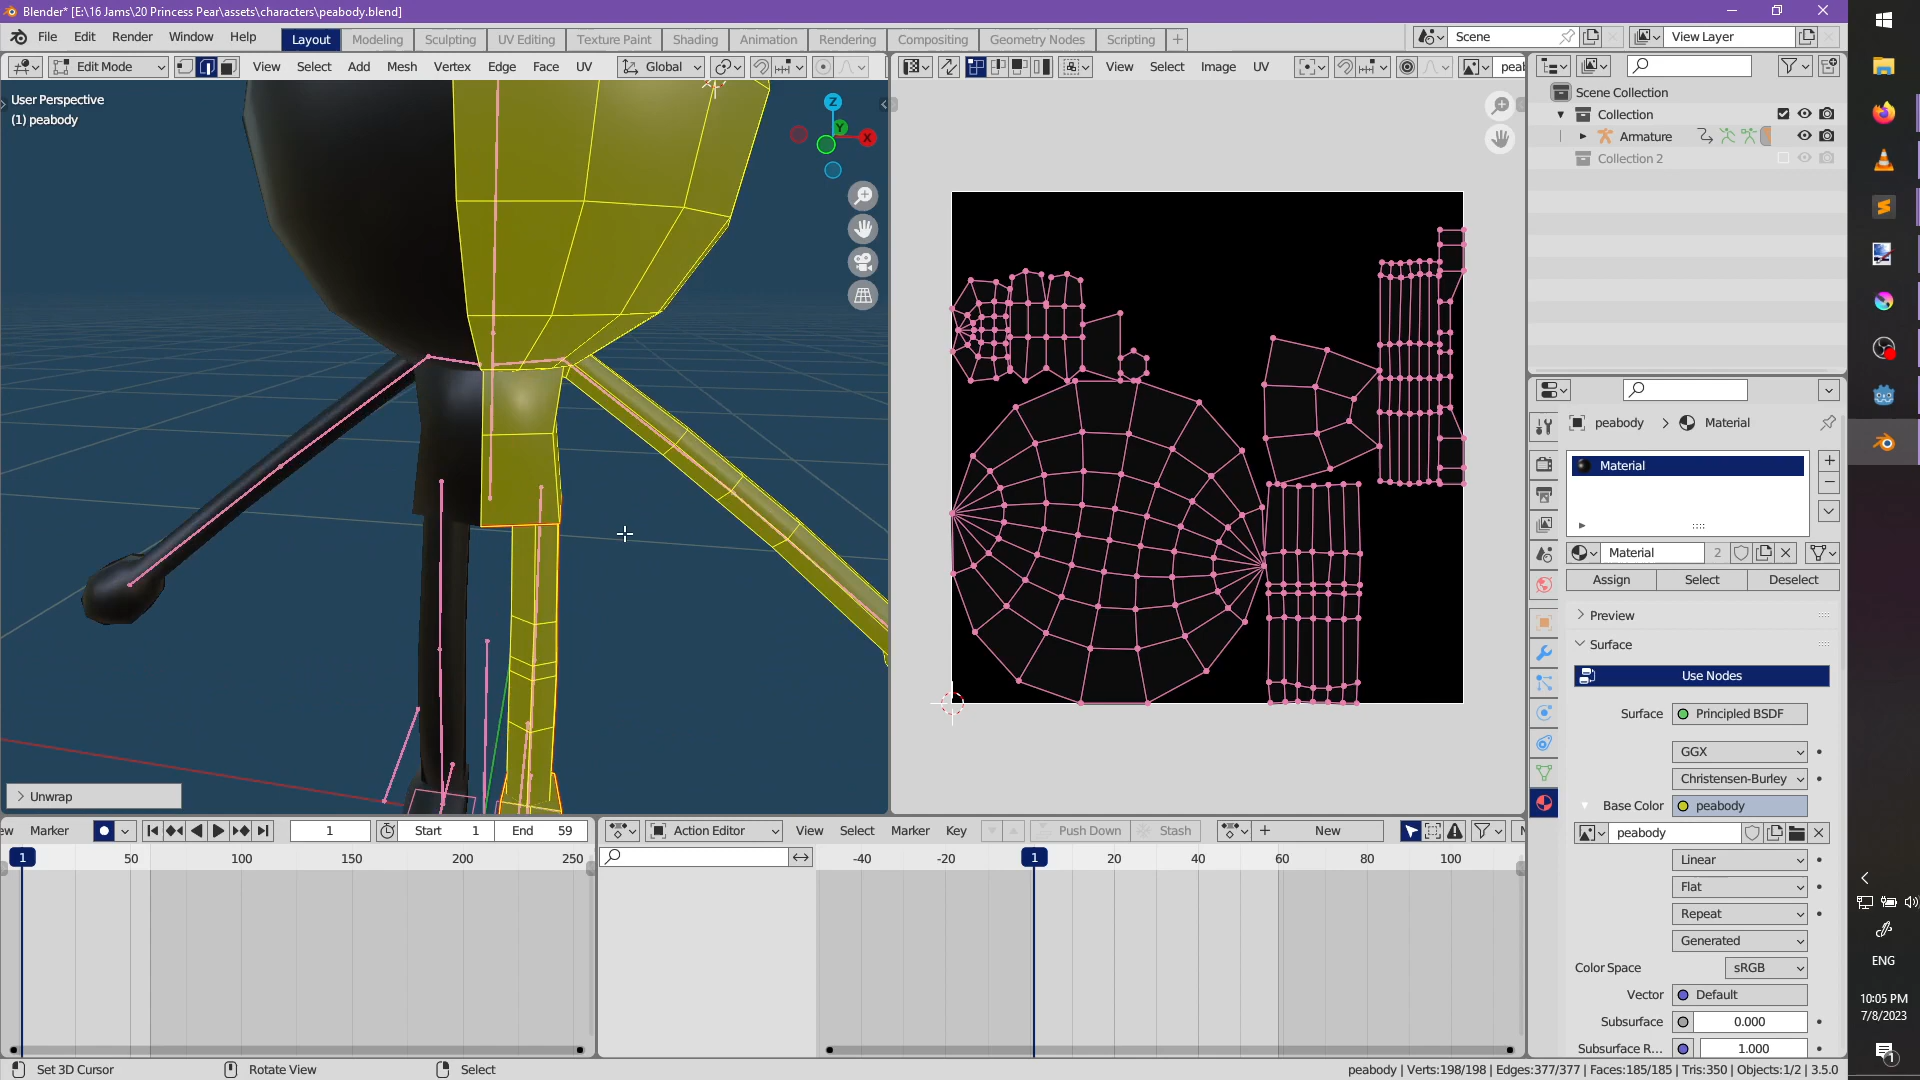 Blender* [E:\16 Jams\20 Princess Pear\assets\characters\peabody.blend]
File Edit Render Window Help Layout Modeling Sculpting UV Editing Texture Paint Shading Animation Rendering Compositing Geometry Nodes Scripting + Scene View Layer
Edit Mode View Select Add Mesh Vertex Edge Face UV Global View Select Image UV pea
User Perspective
(1) peabody
Z
Y
X
Scene Collection
Collection
Armature
Collection 2
peabody > Material
Material
Material 2
Assign Select Deselect
Preview
Surface
Use Nodes
Surface Principled BSDF
GGX
Christensen-Burley
Base Color peabody
peabody
Linear
Flat
Repeat
Generated
Color Space sRGB
Vector Default
Subsurface 0.000
Subsurface R... 1.000
Unwrap
ew Marker 1 Start 1 End 59 Action Editor View Select Marker Key Push Down Stash New N
1 50 100 150 200 250 -40 -20 1 20 40 60 80 100
Set 3D Cursor Rotate View Select peabody | Verts:198/198 | Edges:377/377 | Faces:185/185 | Tris:350 | Objects:1/2 | 3.5.0
ENG
10:05 PM
7/8/2023
1